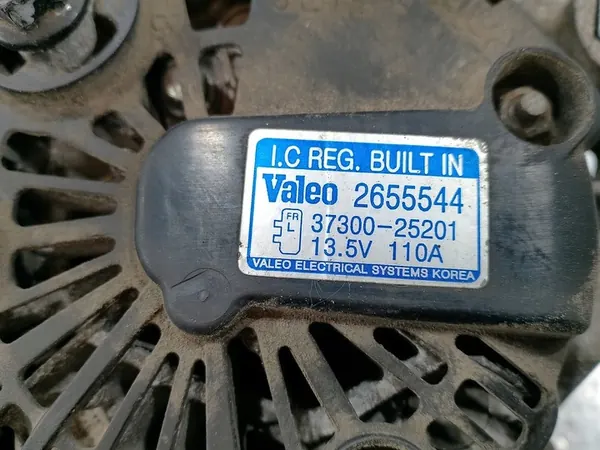 I.C REG. BUILT IN
Valeo 2655544
FR
L
37300-25201
13.5V 110A
VALEO ELECTRICAL SYSTEMS KOREA